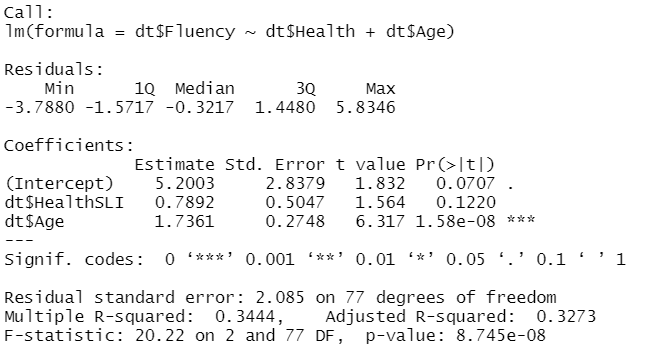 Call:
lm(formula = dt$Fluency ~ dt$Health + dt$Age)
Residuals:
Min 1Q Median 3Q Max
-3.7880 -1.5717 -0.3217 1.4480 5.8346
Coefficients:
Estimate Std. Error t value Pr(>|t|)
(Intercept) 5.2003 2.8379 1.832 0.0707 .
dt$HealthSLI 0.7892 0.5047 1.564 0.1220
dt$Age 1.7361 0.2748 6.317 1.58e-08 ***
---
Signif. codes: 0 ‘***’ 0.001 ‘**’ 0.01 ‘*’ 0.05 ‘.’ 0.1 ‘ ’ 1
Residual standard error: 2.085 on 77 degrees of freedom
Multiple R-squared: 0.3444, Adjusted R-squared: 0.3273
F-statistic: 20.22 on 2 and 77 DF, p-value: 8.745e-08